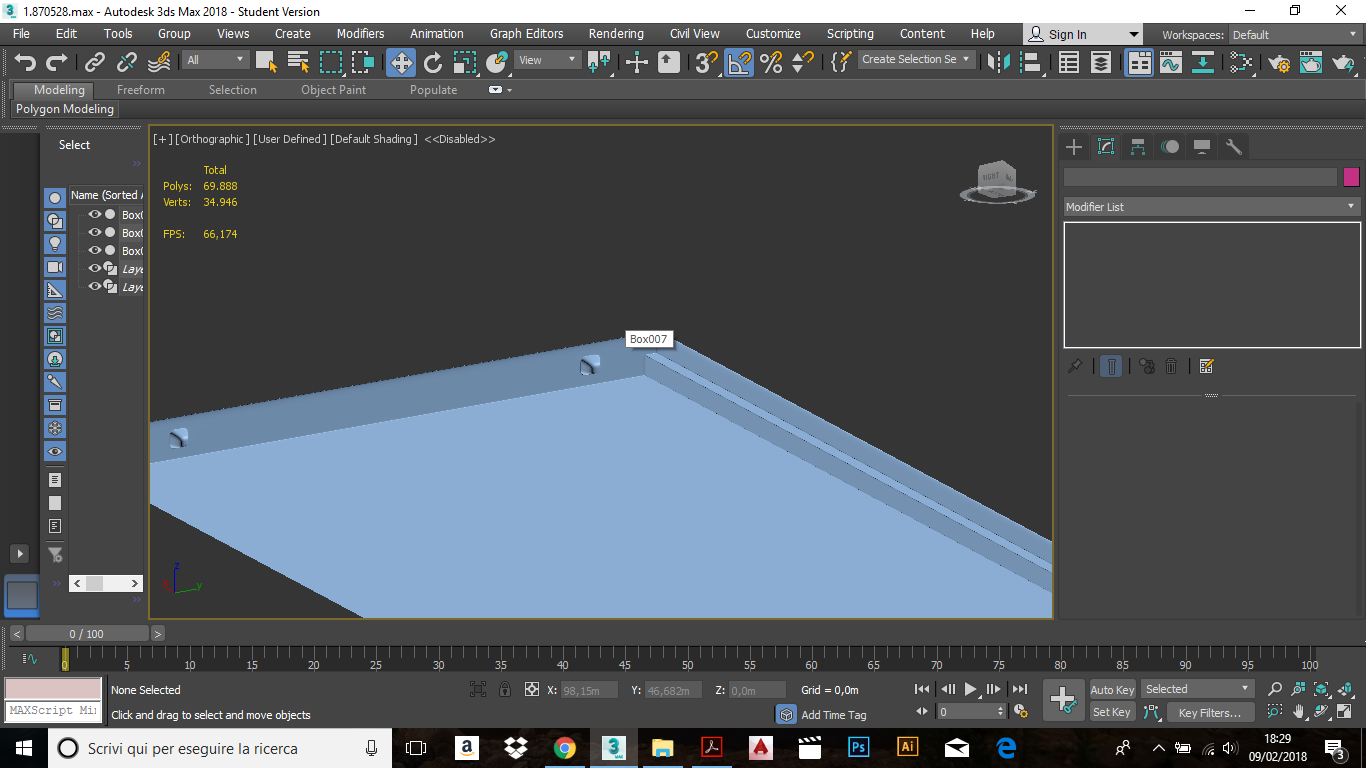 1.870528.max - Autodesk 3ds Max 2018 - Student Version
File Edit Tools Group Views Create Modifiers Animation Graph Editors Rendering Civil View Customize Scripting Content Help Sign In Workspaces: Default
All View 3 Create Selection Se
Modeling Freeform Selection Object Paint Populate
Polygon Modeling
Select
[+] [Orthographic] [User Defined] [Default Shading] <<Disabled>>
Total
Polys: 69.888
Verts: 34.946
FPS: 66,174
RIGHT
Name (Sorted A
Box0
Box0
Box0
Laye
Laye
Modifier List
Box007
z
x
y
< 0 / 100 >
0 5 10 15 20 25 30 35 40 45 50 55 60 65 70 75 80 85 90 95 100
None Selected X: 98,15m Y: 46,682m Z: 0,0m Grid = 0,0m
MAXScript Mi
Click and drag to select and move objects Add Time Tag
0
Auto Key Selected
Set Key Key Filters...
Scrivi qui per eseguire la ricerca
a 3 MAX A Ps Ai e
18:29
09/02/2018
3